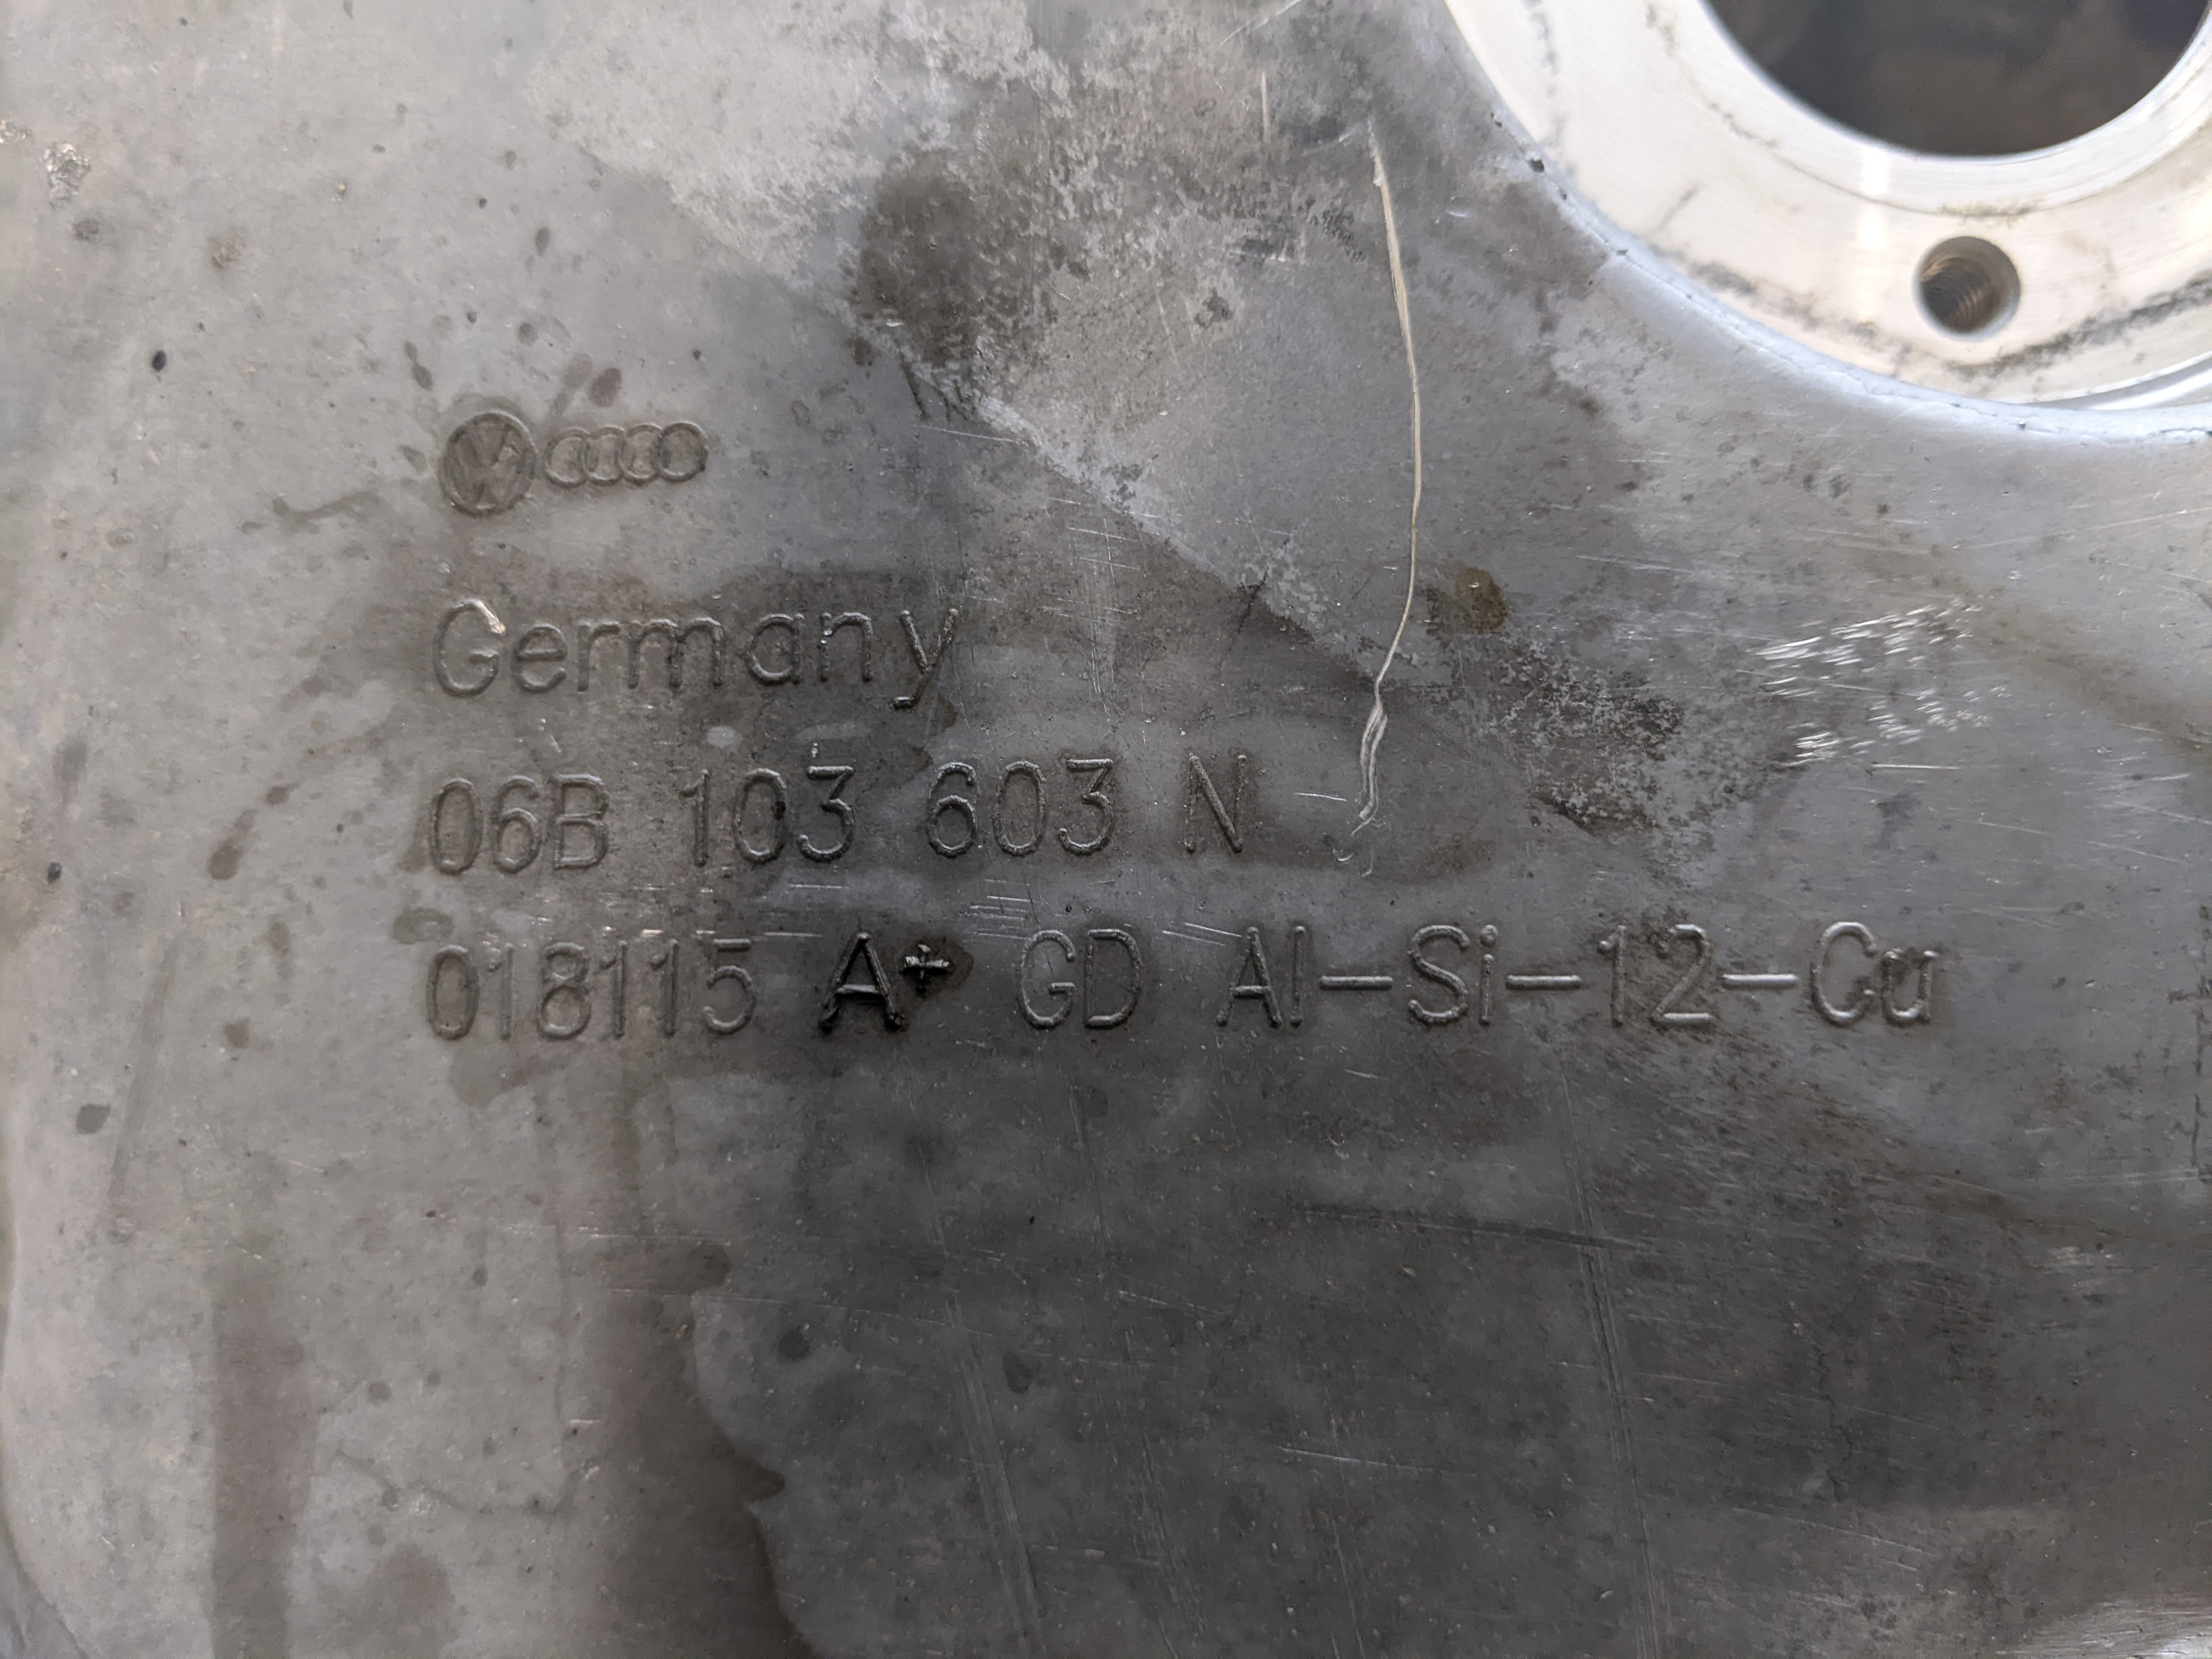 Germany
06B 103 603 N
018115 A+ GD Al-Si-12-Cu